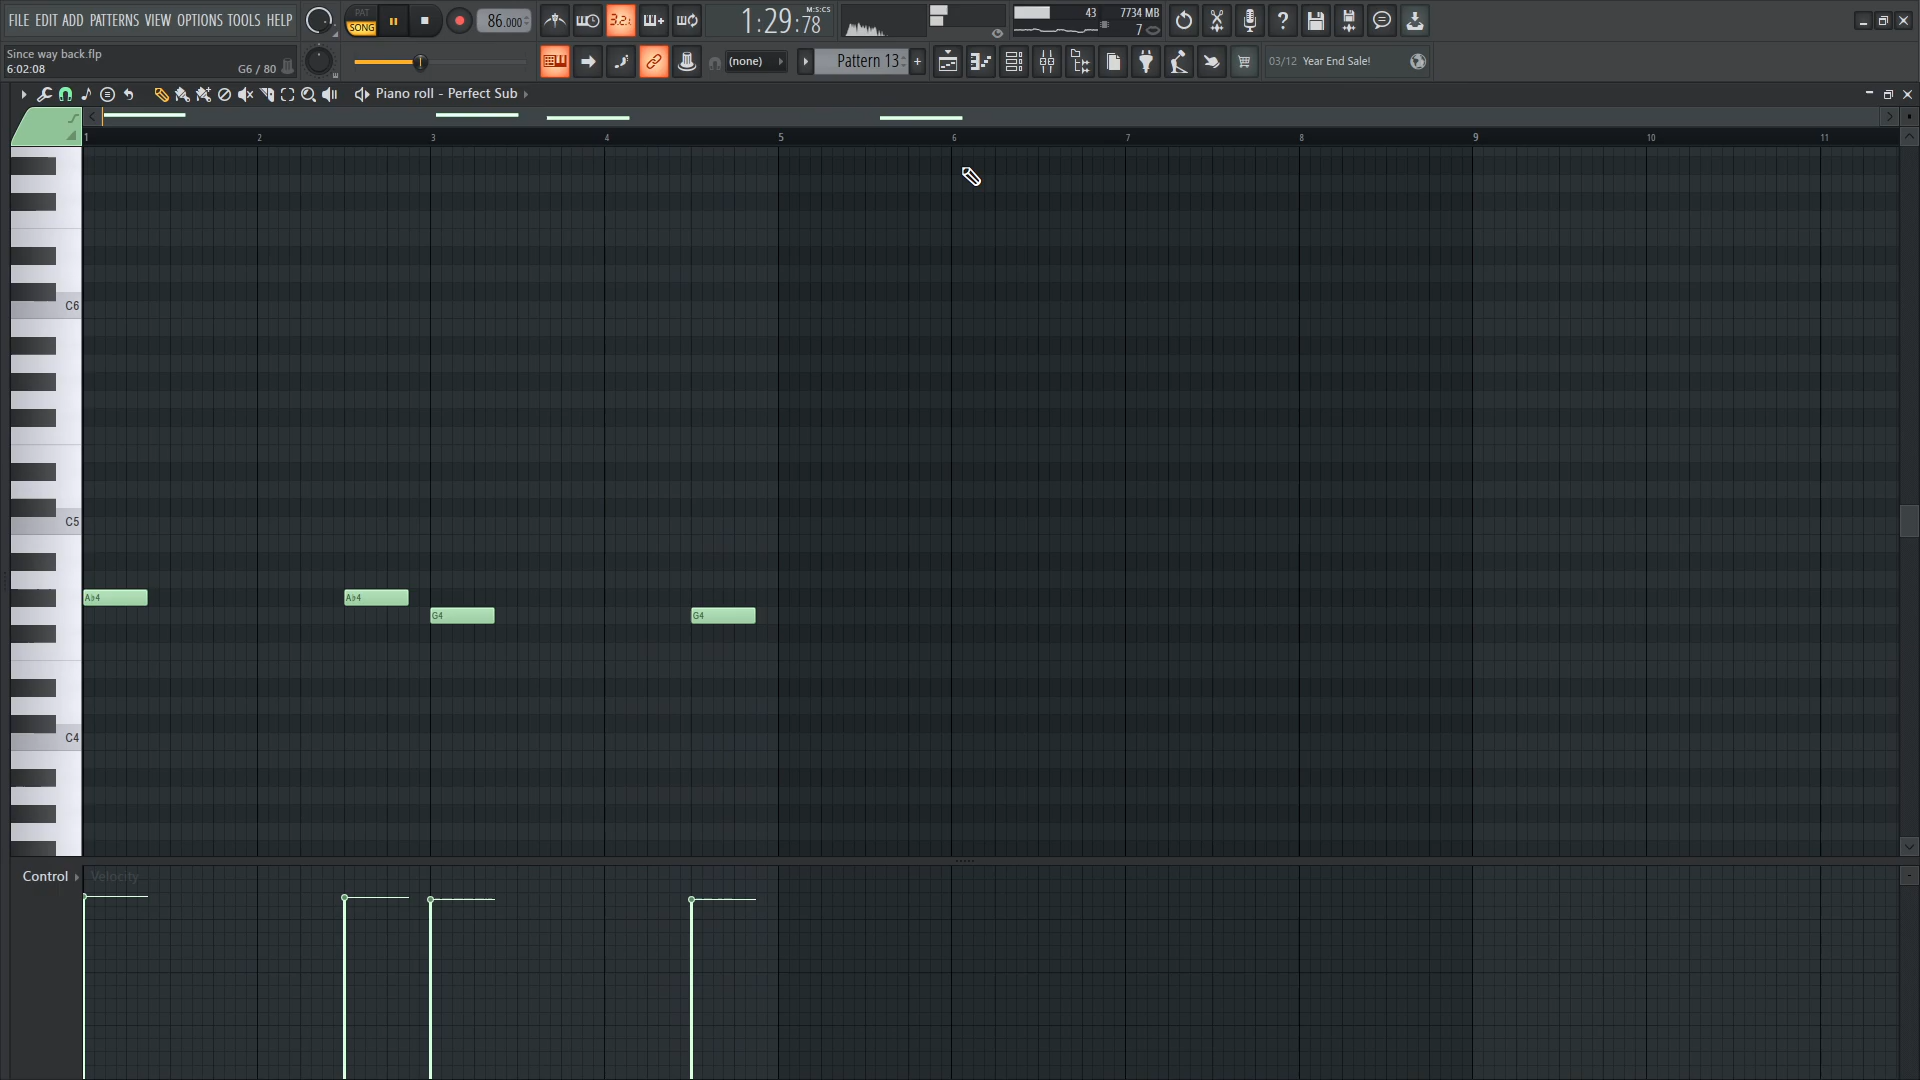 FILE EDIT ADD PATTERNS VIEW OPTIONS TOOLS HELP
PAT
SONG
86.000
3.2.
1:29:78
M:S:CS
43
7734 MB
7
Since way back.flp
6:02:08
G6 / 80
(none)
Pattern 13
03/12 Year End Sale!
Piano roll - Perfect Sub
1 2 3 4 5 6 7 8 9 10 11
C6
C5
A♭4 A♭4
G4 G4
C4
Control Velocity